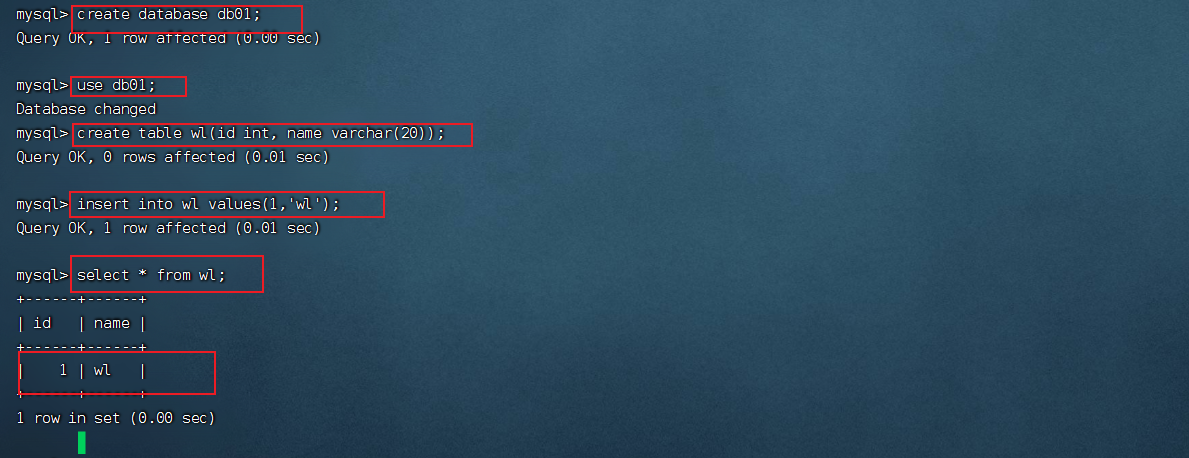 mysql> create database db01;
Query OK, 1 row affected (0.00 sec)
mysql> use db01;
Database changed
mysql> create table wl(id int, name varchar(20));
Query OK, 0 rows affected (0.01 sec)
mysql> insert into wl values(1,'wl');
Query OK, 1 row affected (0.01 sec)
mysql> select * from wl;
+------+------+
| id   | name |
+------+------+
|    1 | wl   |
+------+------+
1 row in set (0.00 sec)